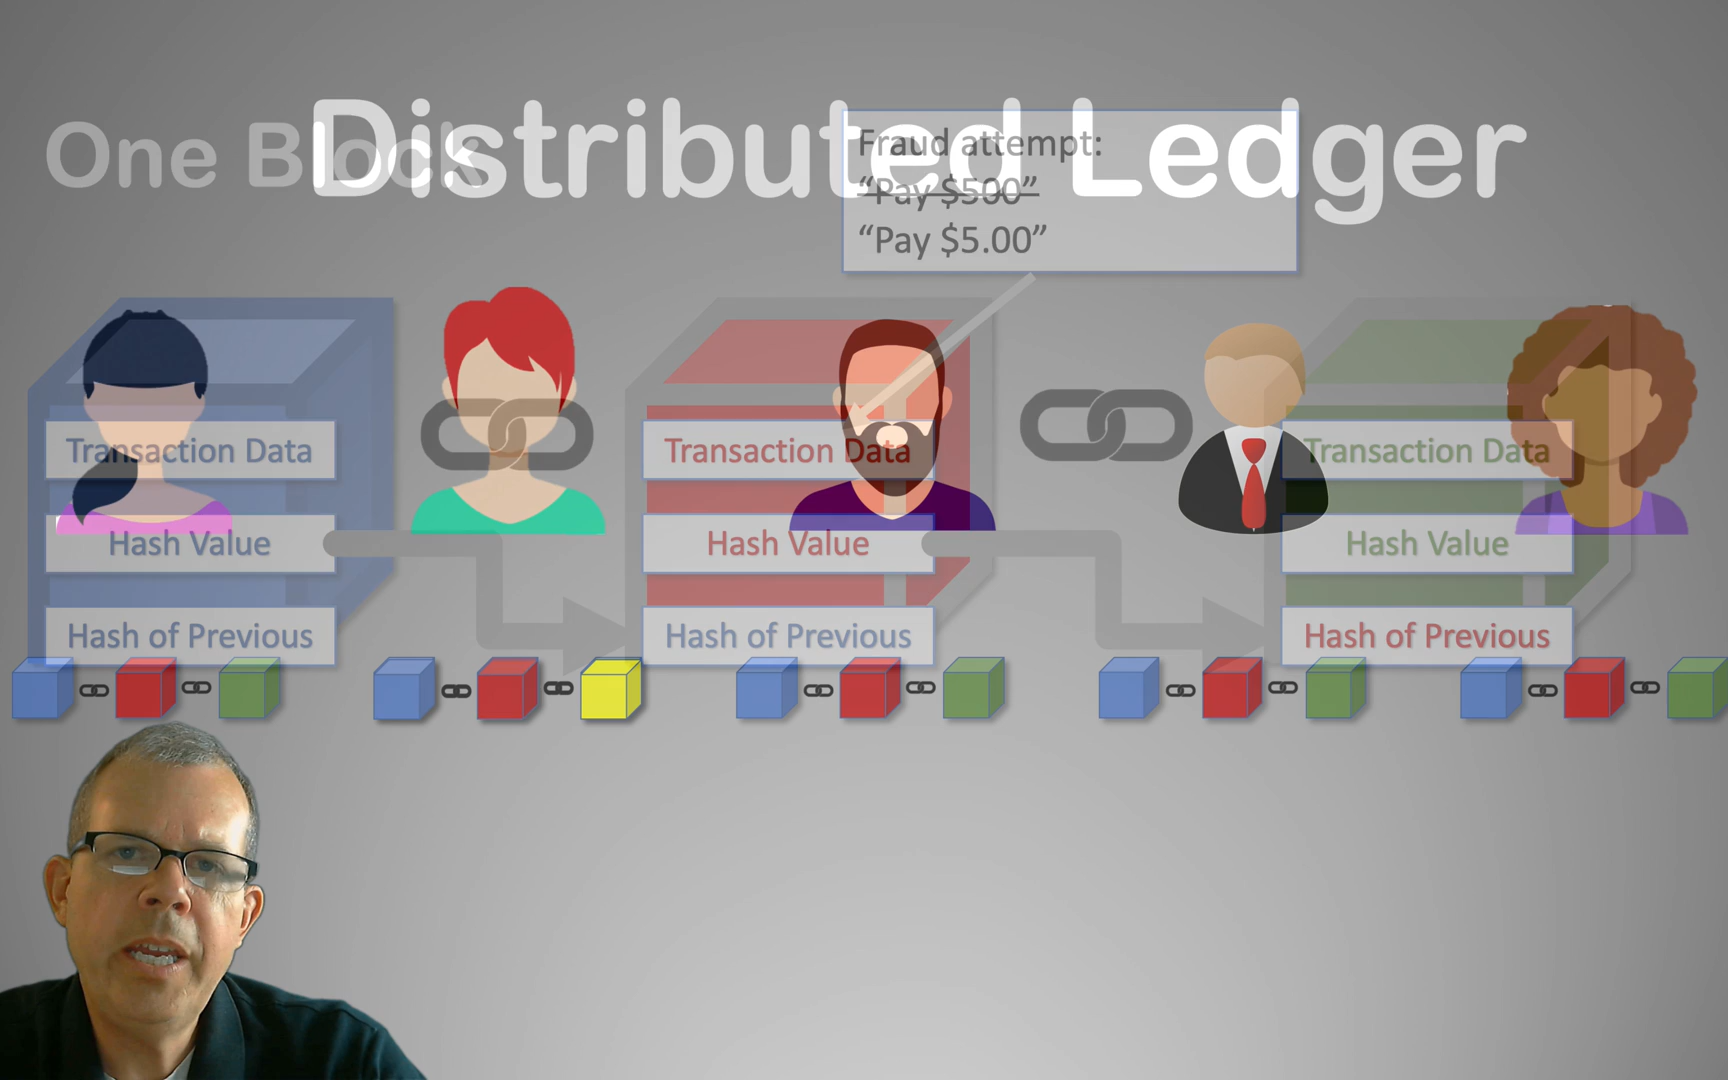 One Block
Distributed Ledger
Fraud attempt:
“Pay $500”
“Pay $5.00”
Transaction Data
Hash Value
Hash of Previous
Transaction Data
Hash Value
Hash of Previous
Transaction Data
Hash Value
Hash of Previous